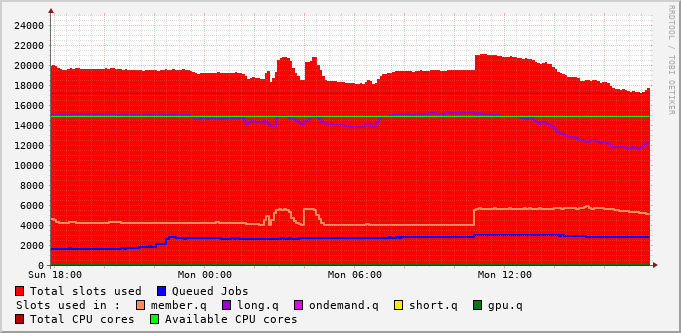 24000
22000
20000
18000
16000
14000
12000
10000
8000
6000
4000
2000
0
Sun 18:00 Mon 00:00 Mon 06:00 Mon 12:00
Total slots used Queued Jobs
Slots used in : member.q long.q ondemand.q short.q gpu.q
Total CPU cores Available CPU cores
RRDTOOL / TOBI OETIKER